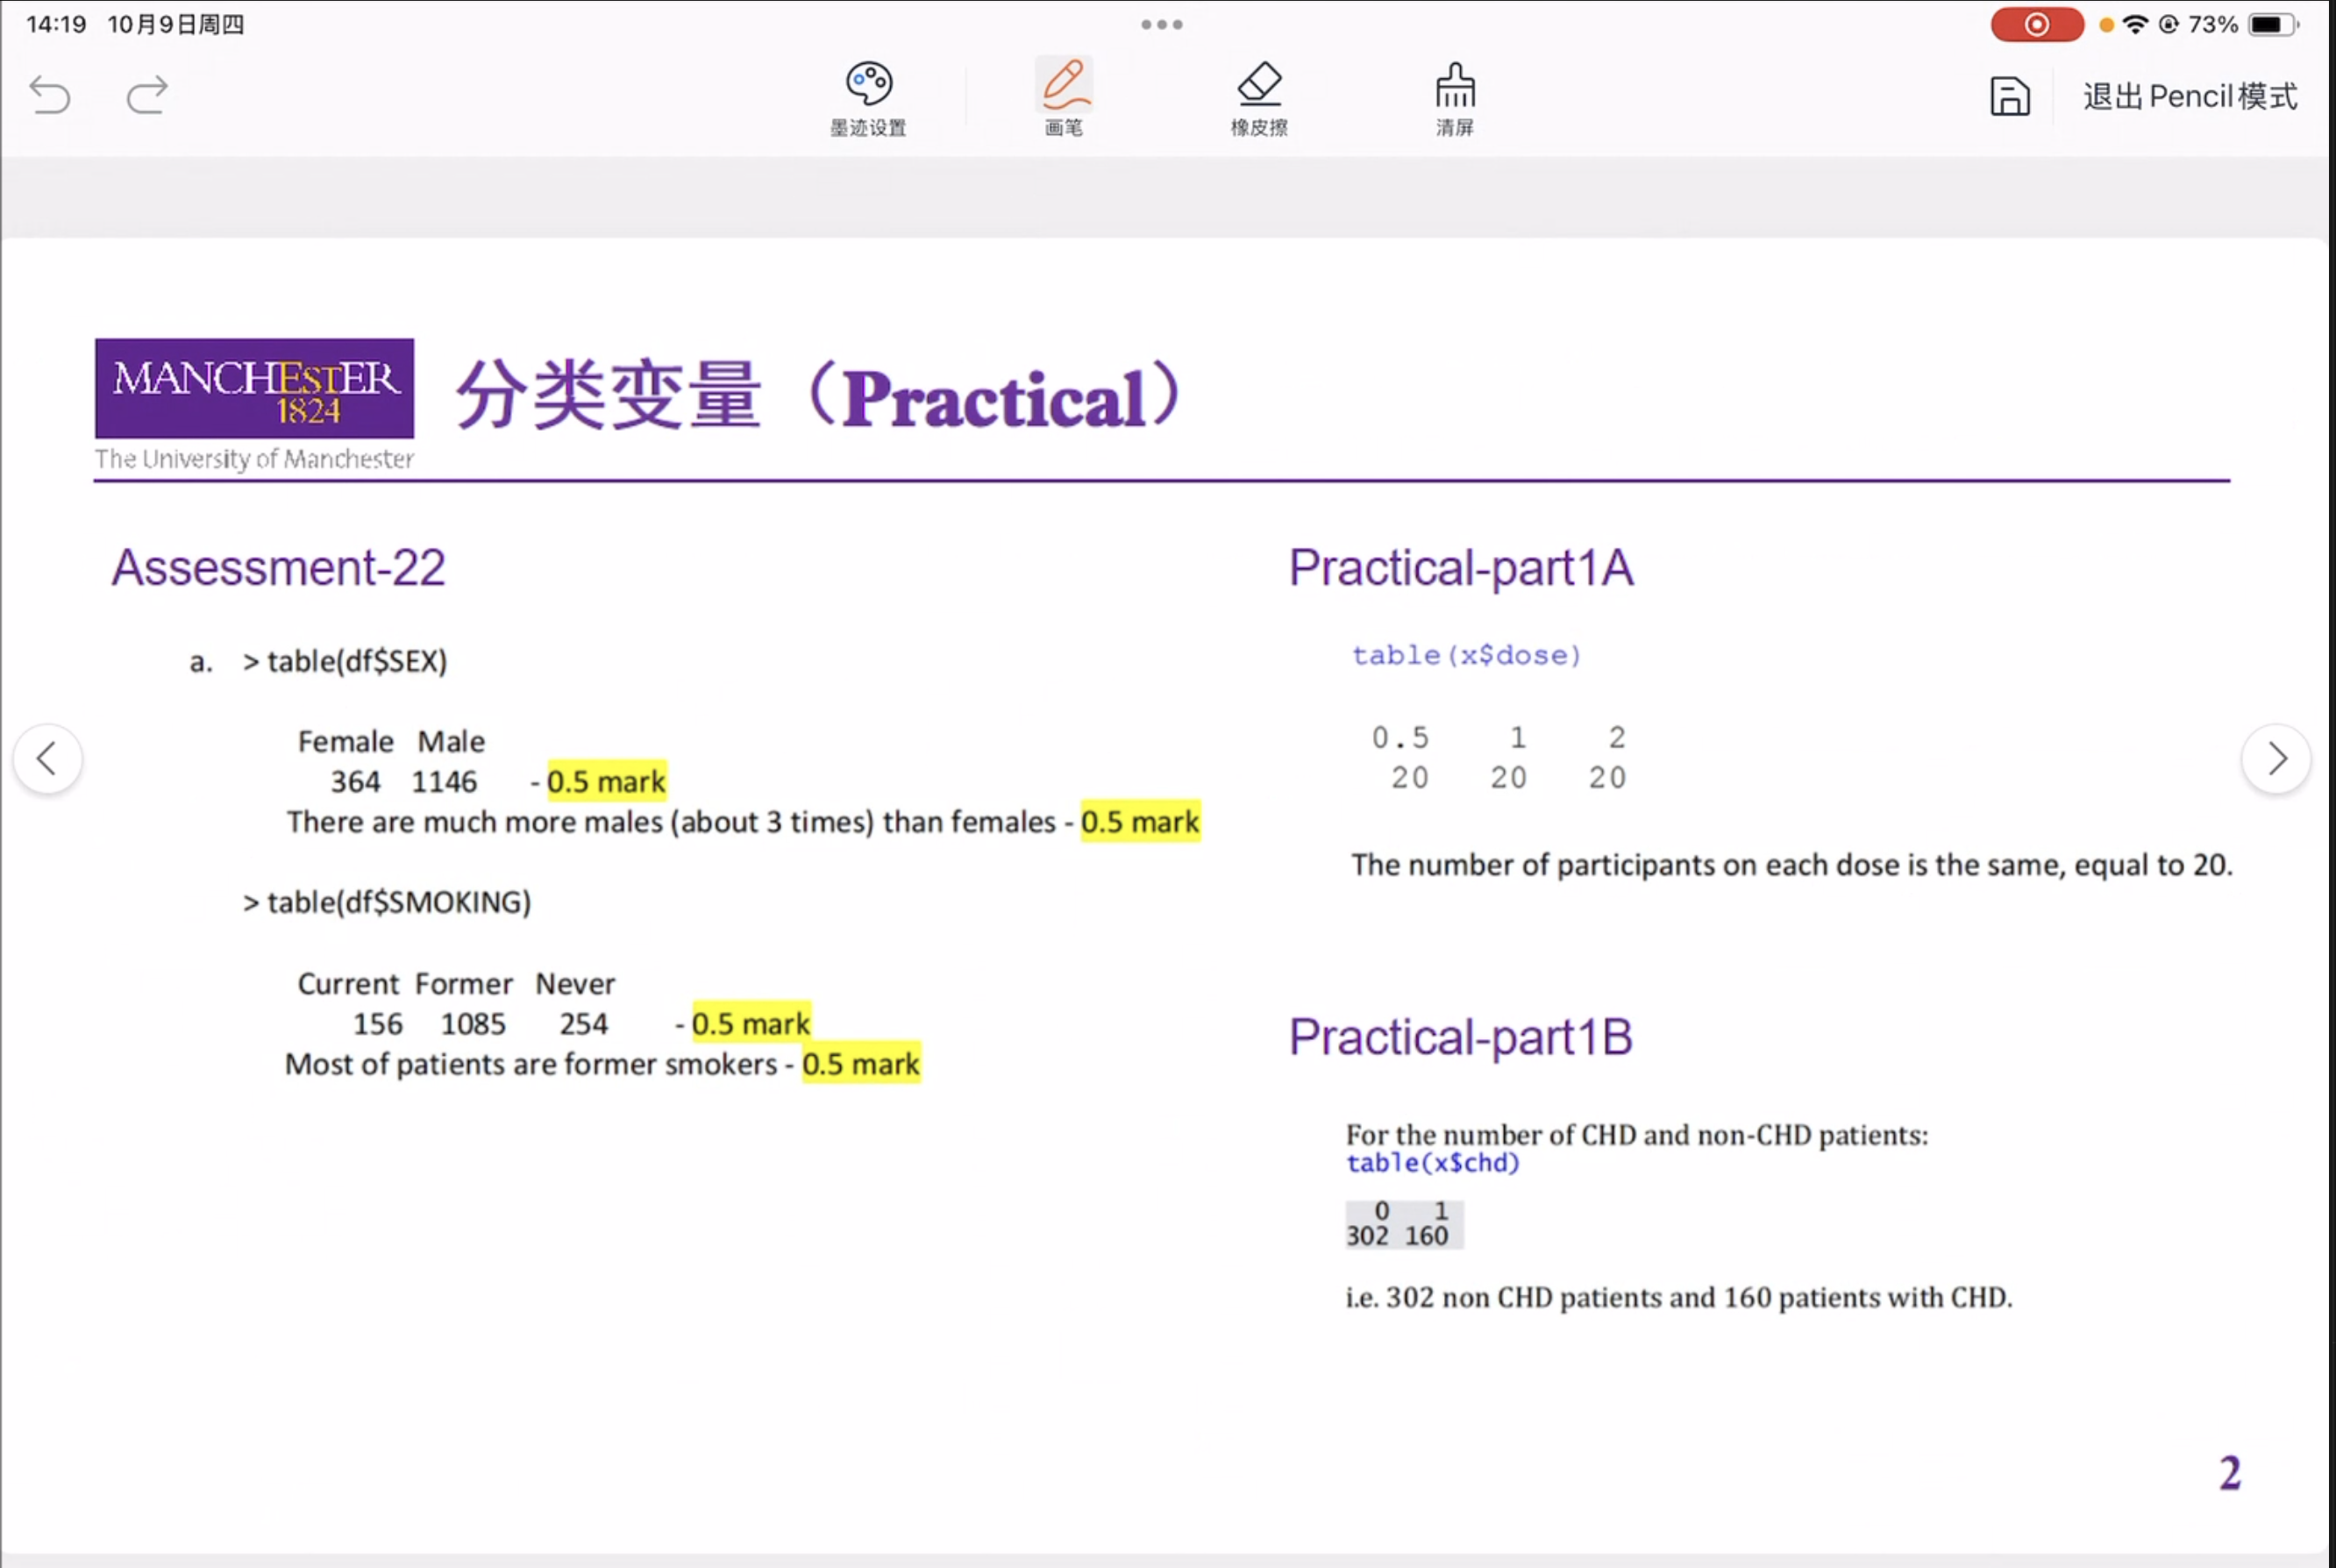 14:19 10月9日周四
73%
墨迹设置
画笔
橡皮擦
清屏
退出Pencil模式
MANCHEstER
1824
The University of Manchester
分类变量（Practical）
Assessment-22
a. > table(df$SEX)
Female Male
364 1146 - 0.5 mark
There are much more males (about 3 times) than females - 0.5 mark
> table(df$SMOKING)
Current Former Never
156 1085 254 - 0.5 mark
Most of patients are former smokers - 0.5 mark
Practical-part1A
table(x$dose)
0.5 1 2
20 20 20
The number of participants on each dose is the same, equal to 20.
Practical-part1B
For the number of CHD and non-CHD patients:
table(x$chd)
0 1
302 160
i.e. 302 non CHD patients and 160 patients with CHD.
2